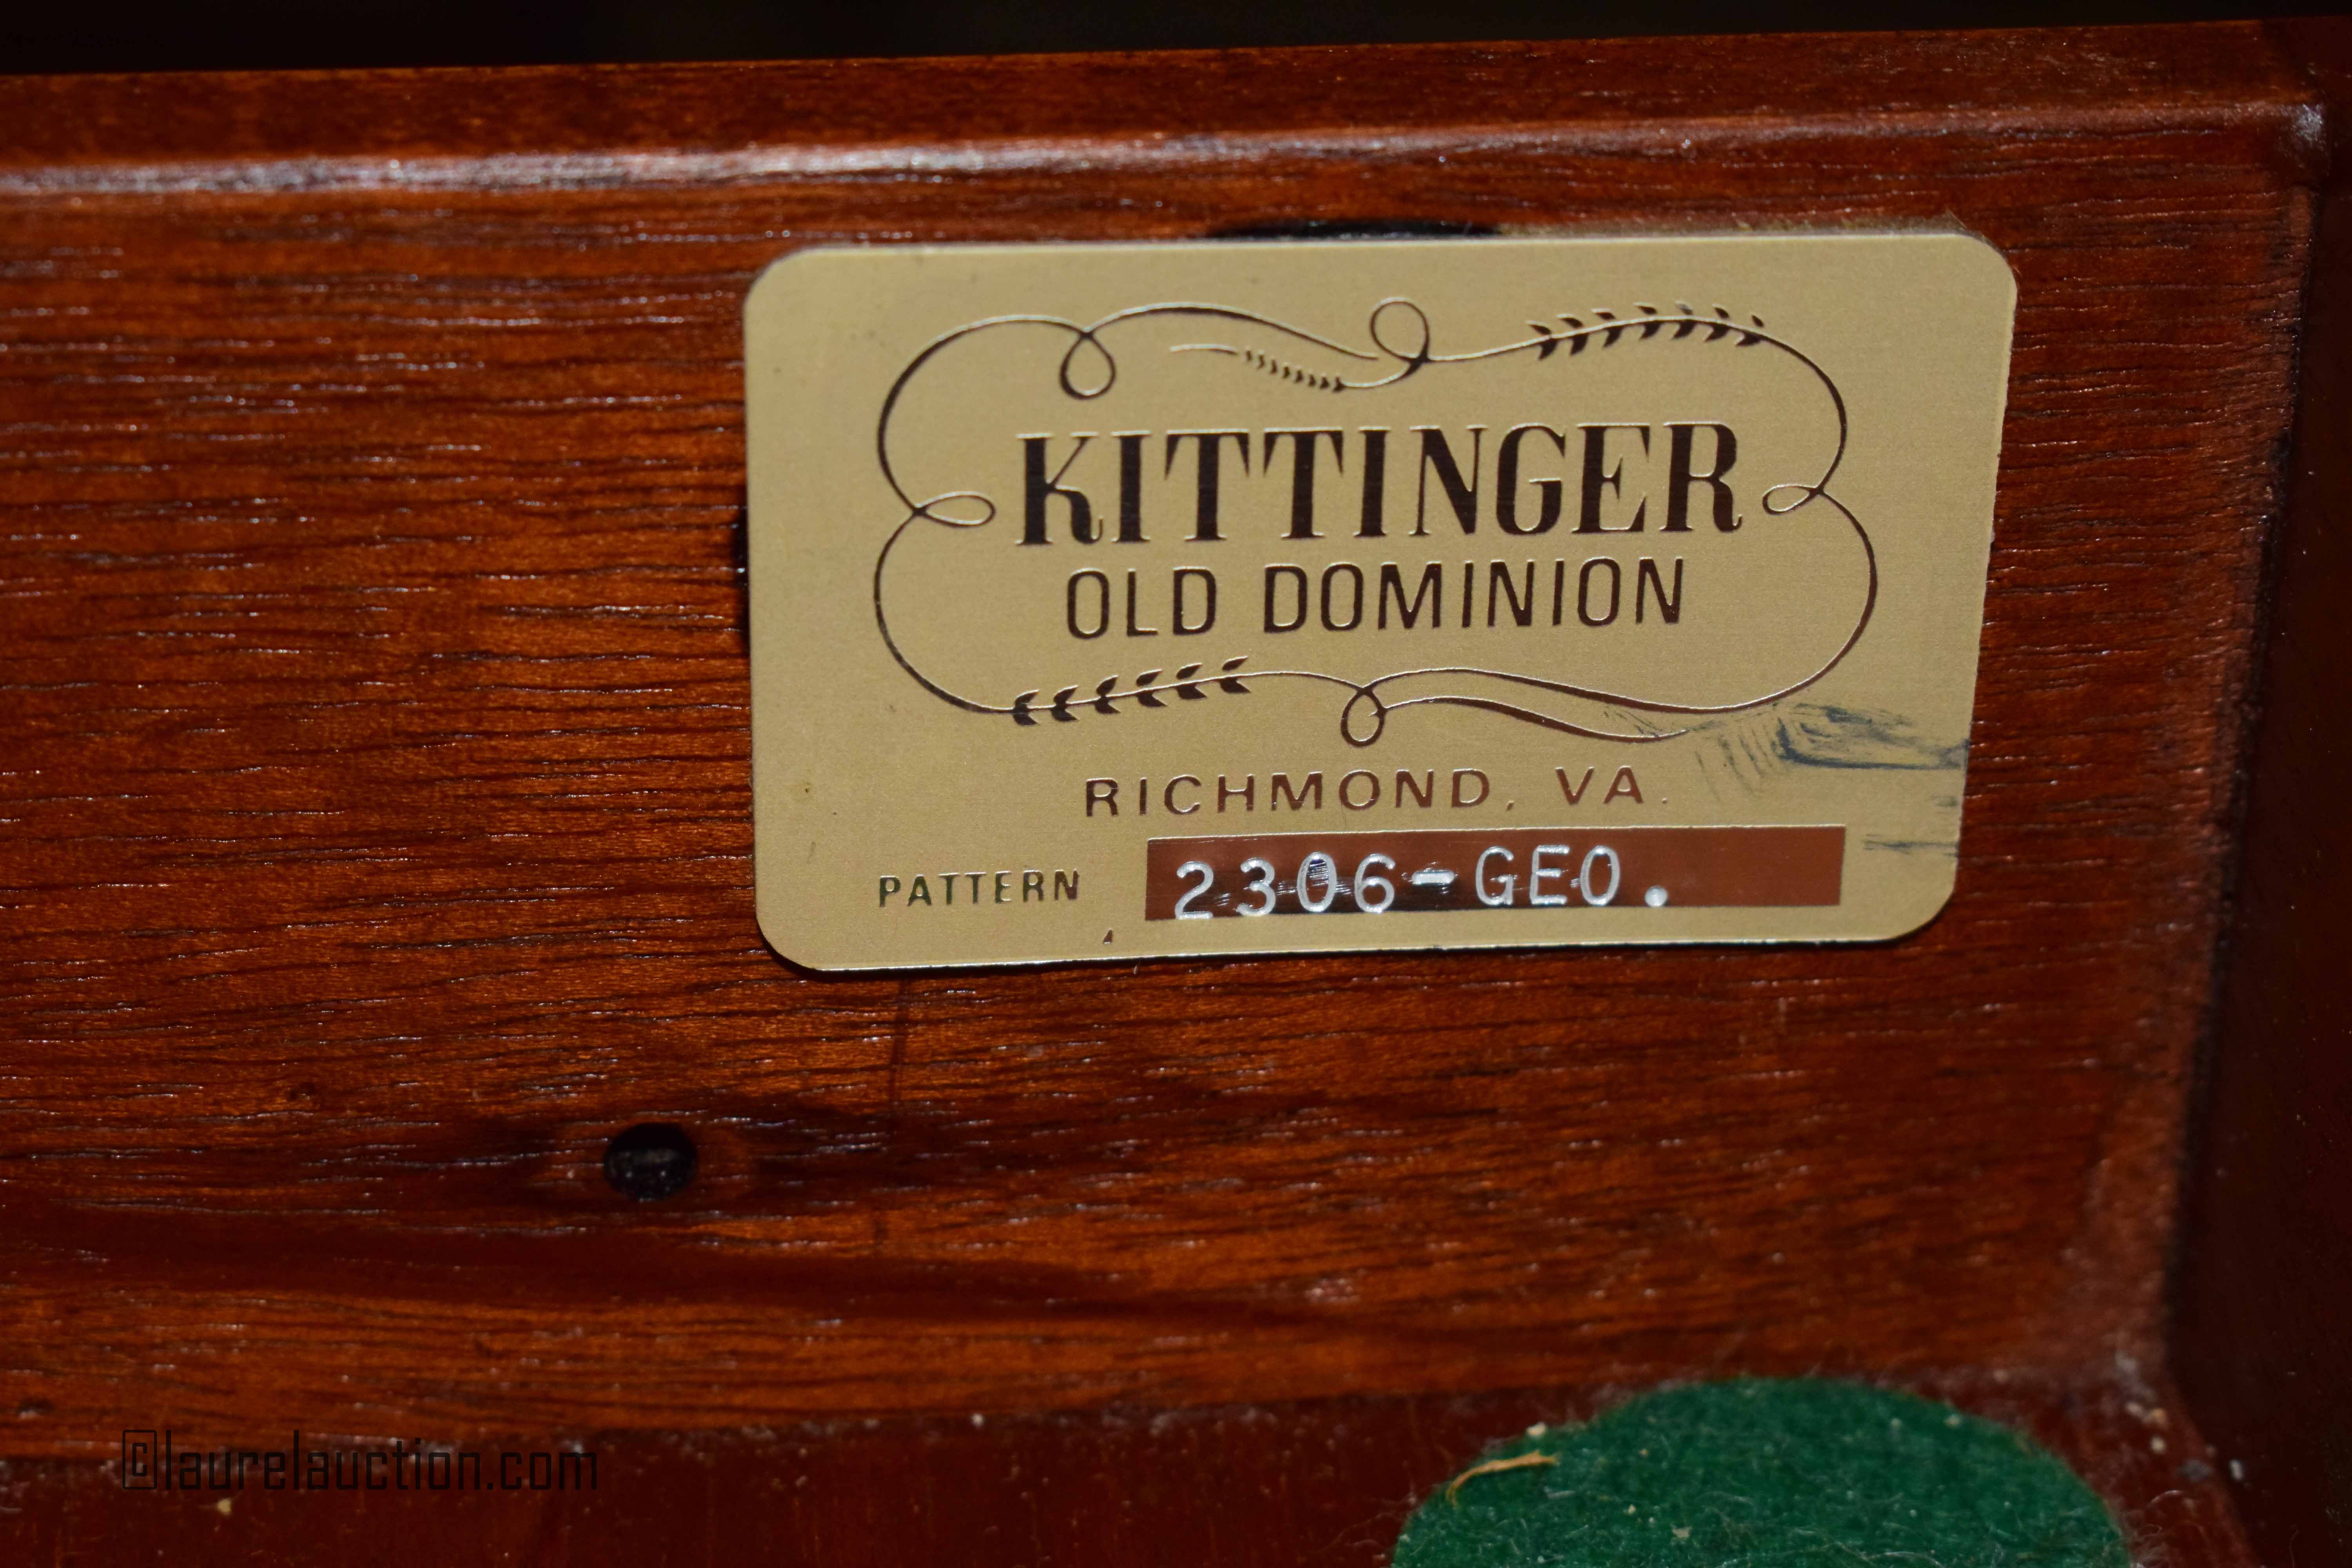 KITTINGER
OLD DOMINION
RICHMOND, VA.
PATTERN 2306-GEO.
©laurelauction.com